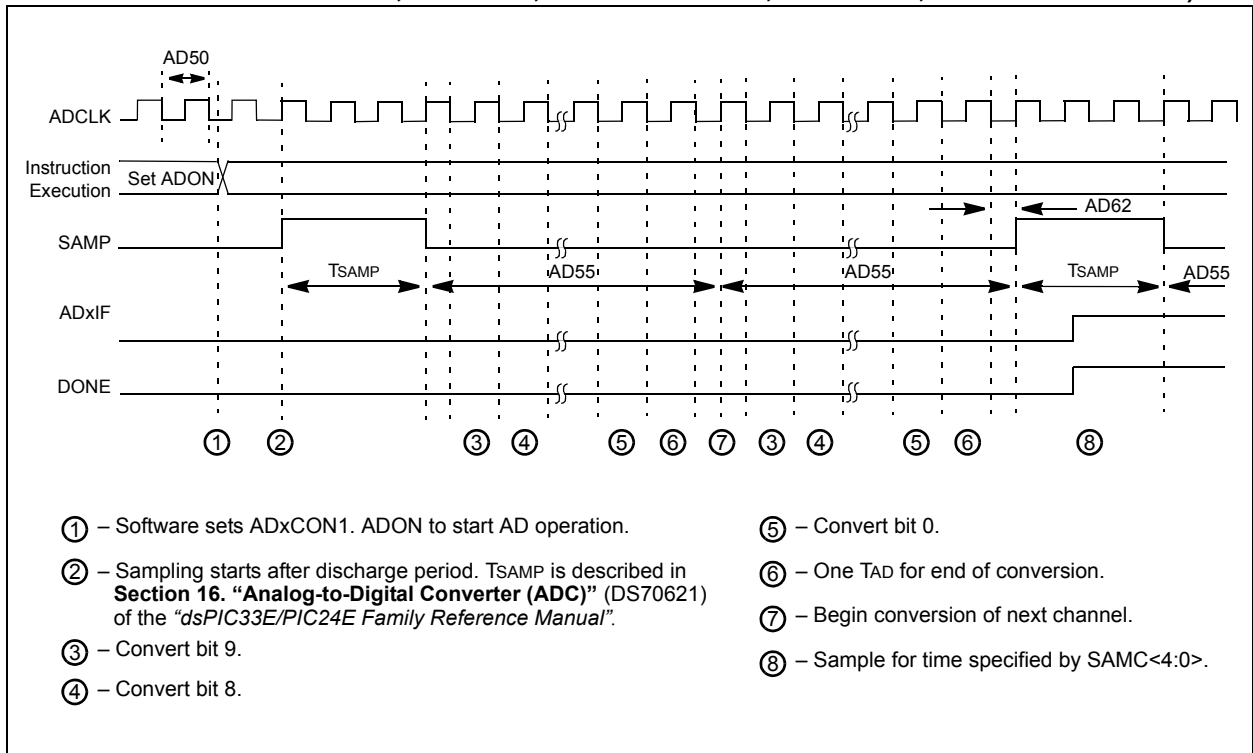 AD50
ADCLK
Instruction
Execution
Set ADON
AD62
SAMP
TSAMP
AD55
AD55
TSAMP
AD55
ADxIF
DONE
1 2 3 4 5 6 7 3 4 5 6 8
1 – Software sets ADxCON1. ADON to start AD operation.
2 – Sampling starts after discharge period. TSAMP is described in
Section 16. “Analog-to-Digital Converter (ADC)” (DS70621)
of the “dsPIC33E/PIC24E Family Reference Manual”.
3 – Convert bit 9.
4 – Convert bit 8.
5 – Convert bit 0.
6 – One TAD for end of conversion.
7 – Begin conversion of next channel.
8 – Sample for time specified by SAMC<4:0>.